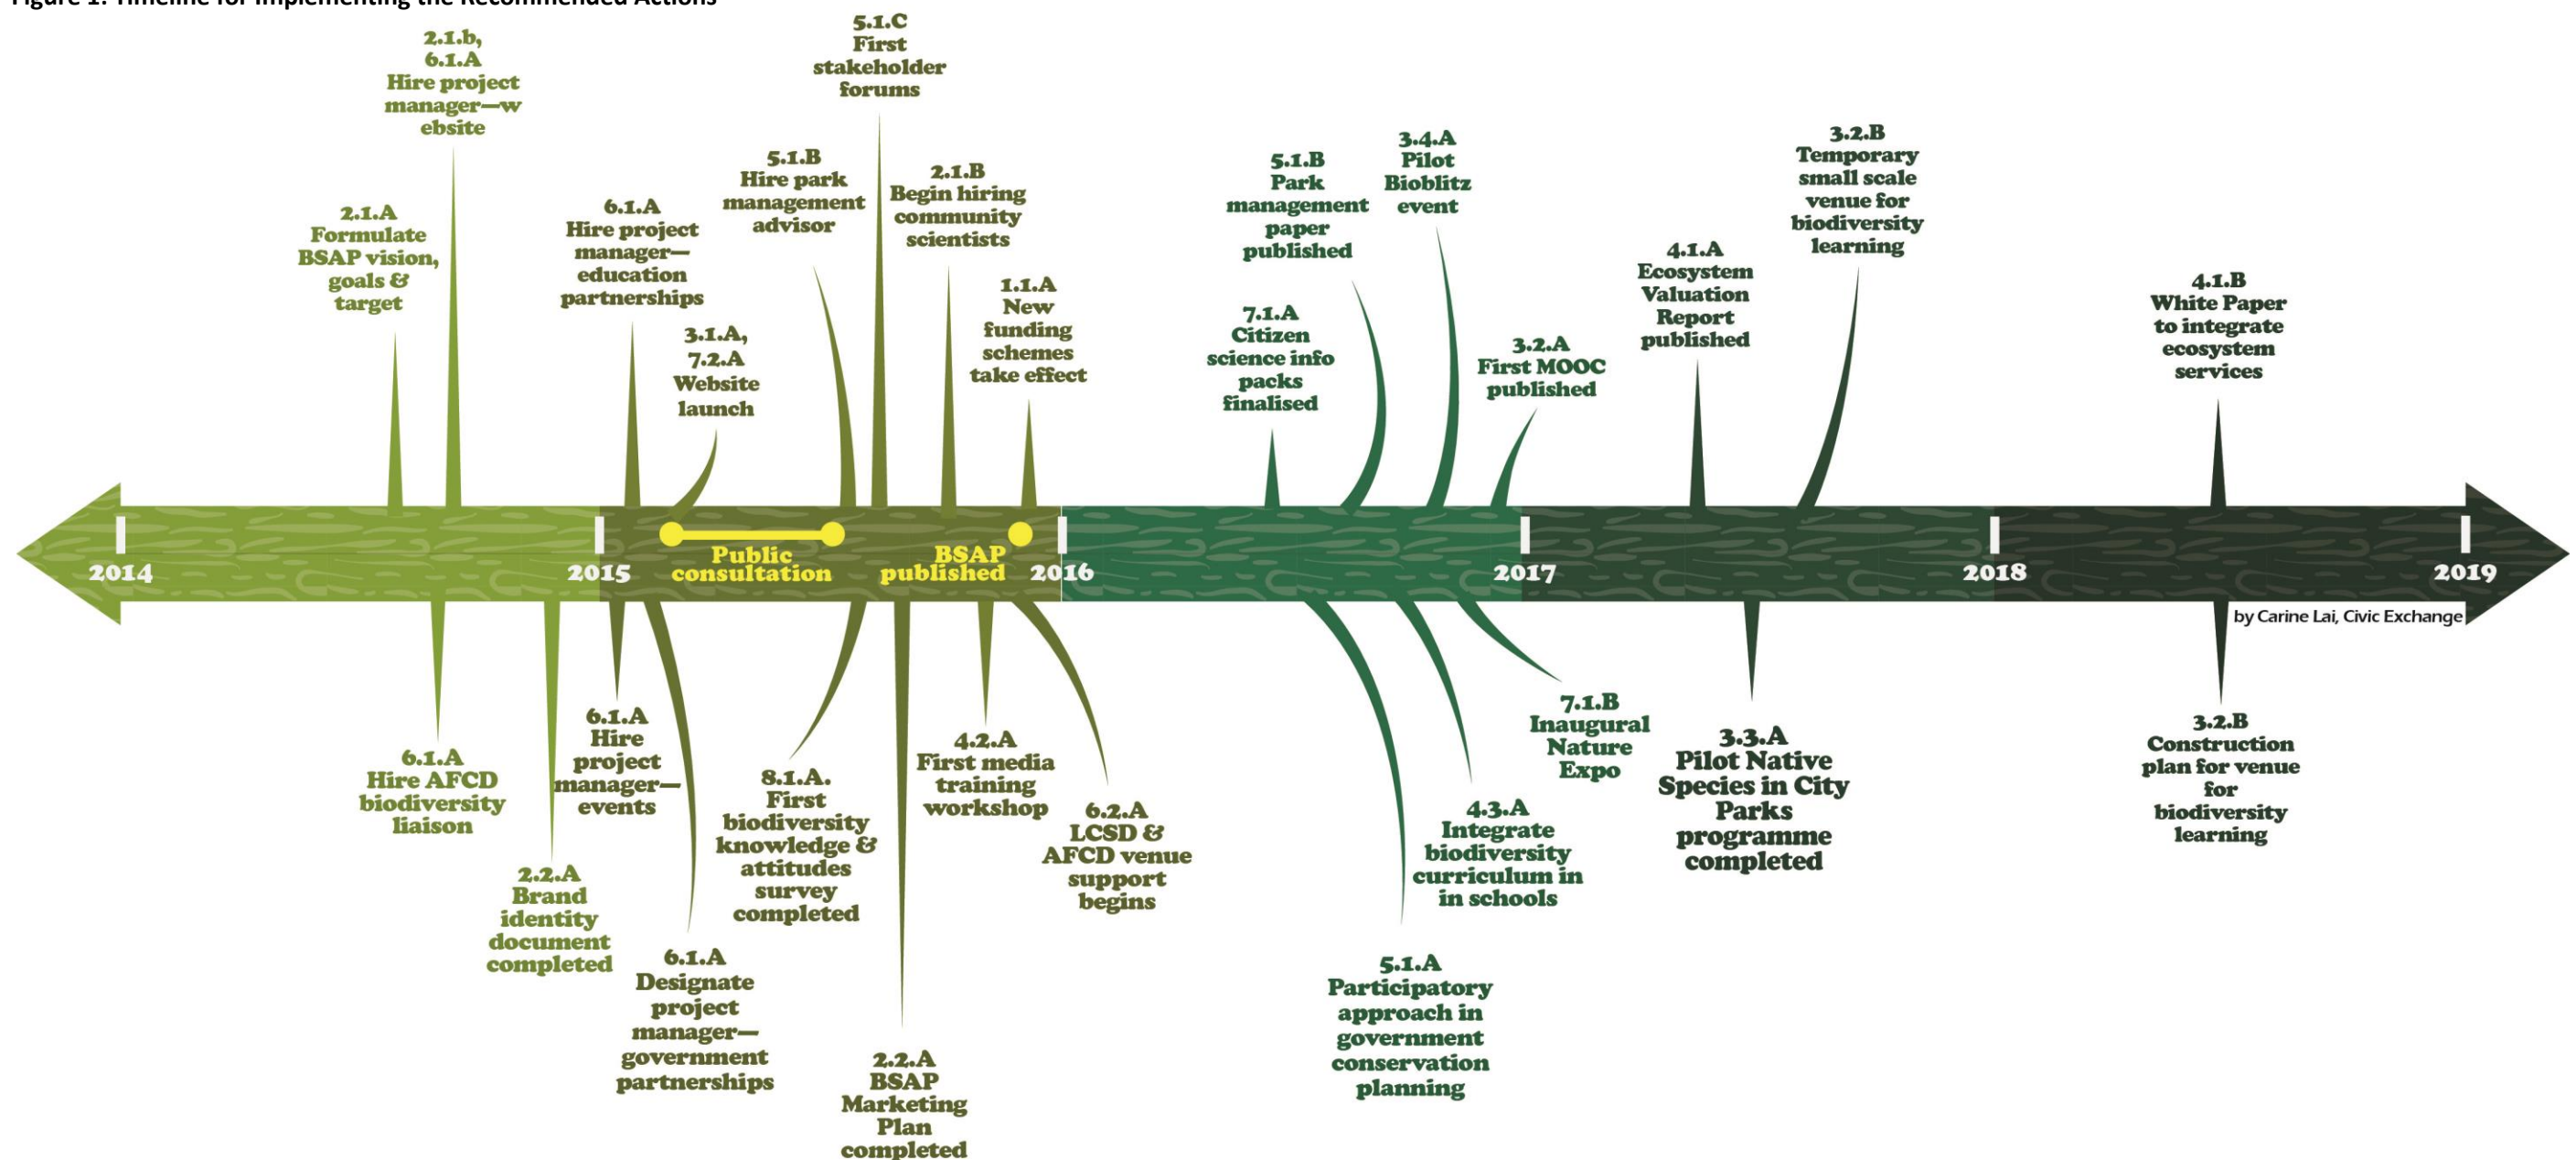 Figure 1: Timeline for Implementing the Recommended Actions
2.1.b,
6.1.A
Hire project
manager—w
ebsite
2.1.A
Formulate
BSAP vision,
goals &
target
6.1.A
Hire project
manager—
education
partnerships
3.1.A,
7.2.A
Website
launch
5.1.B
Hire park
management
advisor
5.1.C
First
stakeholder
forums
2.1.B
Begin hiring
community
scientists
1.1.A
New
funding
schemes
take effect
5.1.B
Park
management
paper
published
7.1.A
Citizen
science info
packs
finalised
3.4.A
Pilot
Bioblitz
event
3.2.A
First MOOC
published
4.1.A
Ecosystem
Valuation
Report
published
3.2.B
Temporary
small scale
venue for
biodiversity
learning
4.1.B
White Paper
to integrate
ecosystem
services
2014
2015
Public
consultation
BSAP
published
2016
2017
2018
2019
by Carine Lai, Civic Exchange
6.1.A
Hire AFCD
biodiversity
liaison
2.2.A
Brand
identity
document
completed
6.1.A
Hire
project
manager—
events
6.1.A
Designate
project
manager—
government
partnerships
8.1.A.
First
biodiversity
knowledge &
attitudes
survey
completed
2.2.A
BSAP
Marketing
Plan
completed
4.2.A
First media
training
workshop
6.2.A
LCSD &
AFCD venue
support
begins
5.1.A
Participatory
approach in
government
conservation
planning
4.3.A
Integrate
biodiversity
curriculum in
in schools
7.1.B
Inaugural
Nature
Expo
3.3.A
Pilot Native
Species in City
Parks
programme
completed
3.2.B
Construction
plan for venue
for
biodiversity
learning